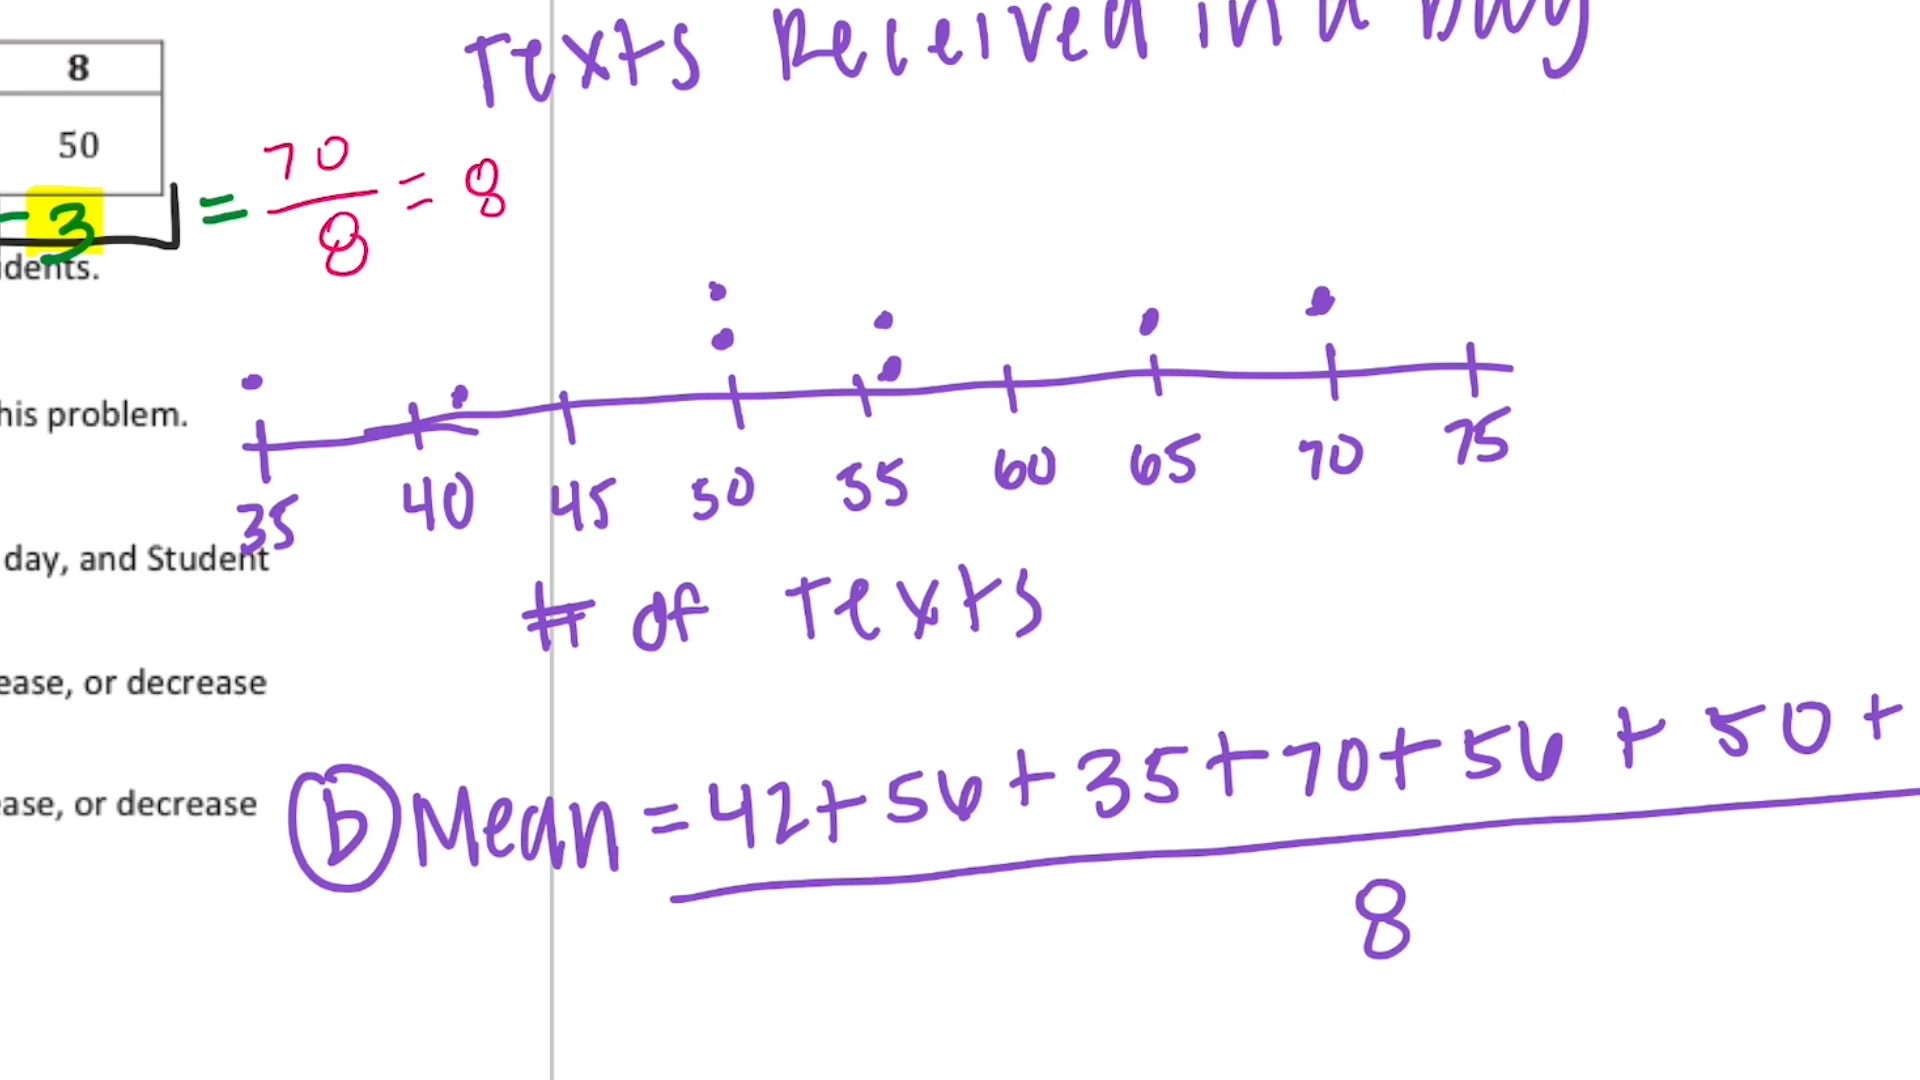 Texts Received in a Day
8
50
-3 = 70/8 = 8
dents.
his problem.
35 40 45 50 55 60 65 70 75
day, and Student
# of Texts
ease, or decrease
ase, or decrease
b Mean = 42+56+35+70+56+50+
8